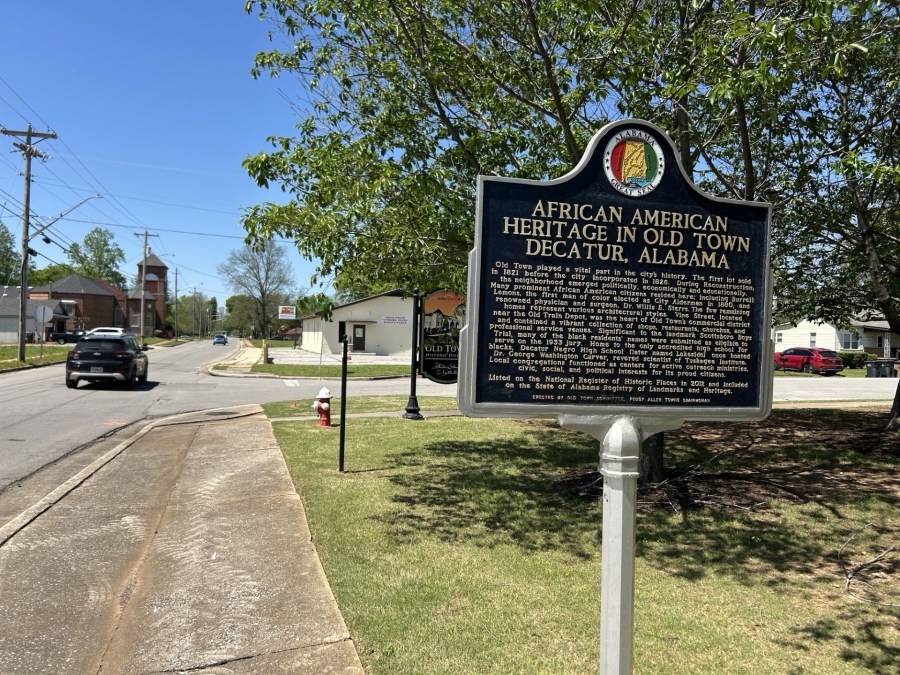 ALABAMA
GREAT SEAL
AFRICAN AMERICAN
HERITAGE IN OLD TOWN
DECATUR, ALABAMA
Old Town played a vital part in the city's history. The first lot sold
in 1821 before the city incorporated in 1826. During Reconstruction,
the neighborhood emerged politically, economically and educationally.
Many prominent African American citizens resided here; including Burrell
Lemons, the first man of color elected as City Alderman in 1880, and
renowned physician and surgeon, Dr. Willis E. Sterrs. The few remaining
homes represent various architectural styles. Vine Street, located
near the Old Train Depot, was the heart of Old Town's commercial district
and contained a vibrant collection of shops, restaurants, churches, and
professional service venues. Significant to the landmark Scottsboro Boys
Trial, many of the black residents' names were submitted as eligible to
serve on the 1933 jury. Home to the only accredited high school for
blacks, Decatur Negro High School (later named Lakeside) once hosted
Dr. George Washington Carver, revered scientist of Tuskegee Institute.
Local congregations functioned as centers for active outreach ministries,
civic, social, and political interests for its proud citizens.
Listed on the National Register of Historic Places in 2012 and included
on the State of Alabama Registry of Landmarks and Heritage.
ERECTED BY OLD TOWN COMMITTEE, PEGGY ALLEN TOWNS CHAIRWOMAN
OLD TOWN